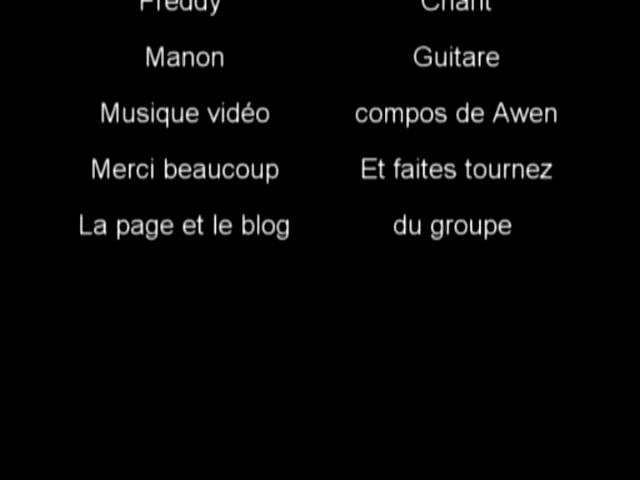 Freddy Chant
Manon Guitare
Musique vidéo compos de Awen
Merci beaucoup Et faites tournez
La page et le blog du groupe